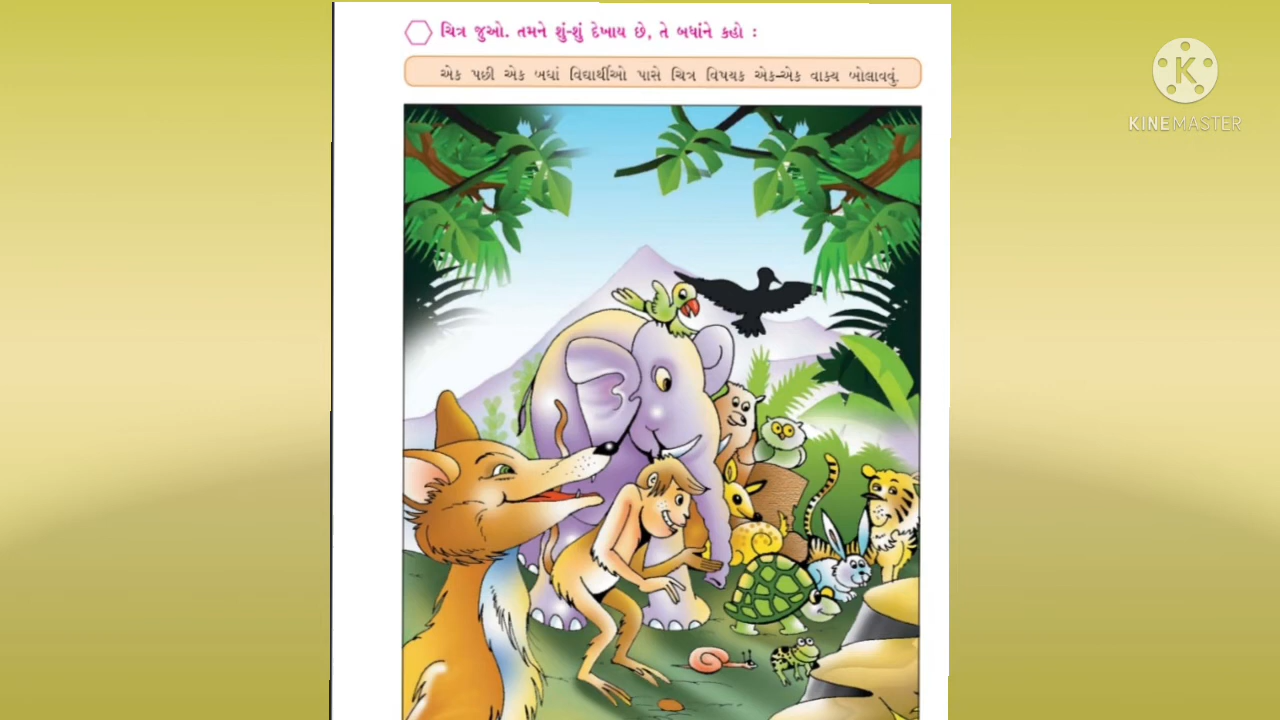 ચિત્ર જુઓ. તમને શું-શું દેખાય છે, તે બધાંને કહો :
એક પછી એક બધાં વિદ્યાર્થીઓ પાસે ચિત્ર વિષયક એક-એક વાક્ય બોલાવવું.
K
KINEMASTER